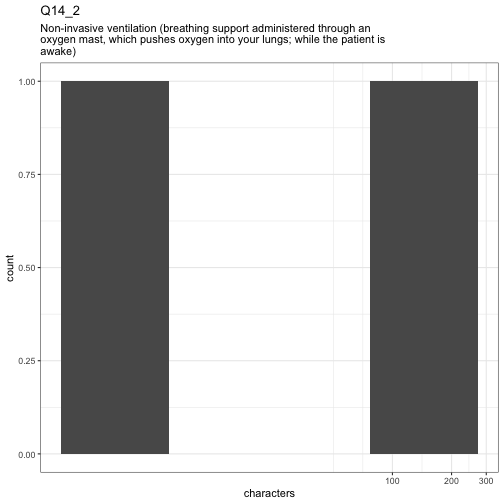 Q14_2
Non-invasive ventilation (breathing support administered through an
oxygen mast, which pushes oxygen into your lungs; while the patient is
awake)
1.00
0.75
0.50
0.25
0.00
count
100 200 300
characters